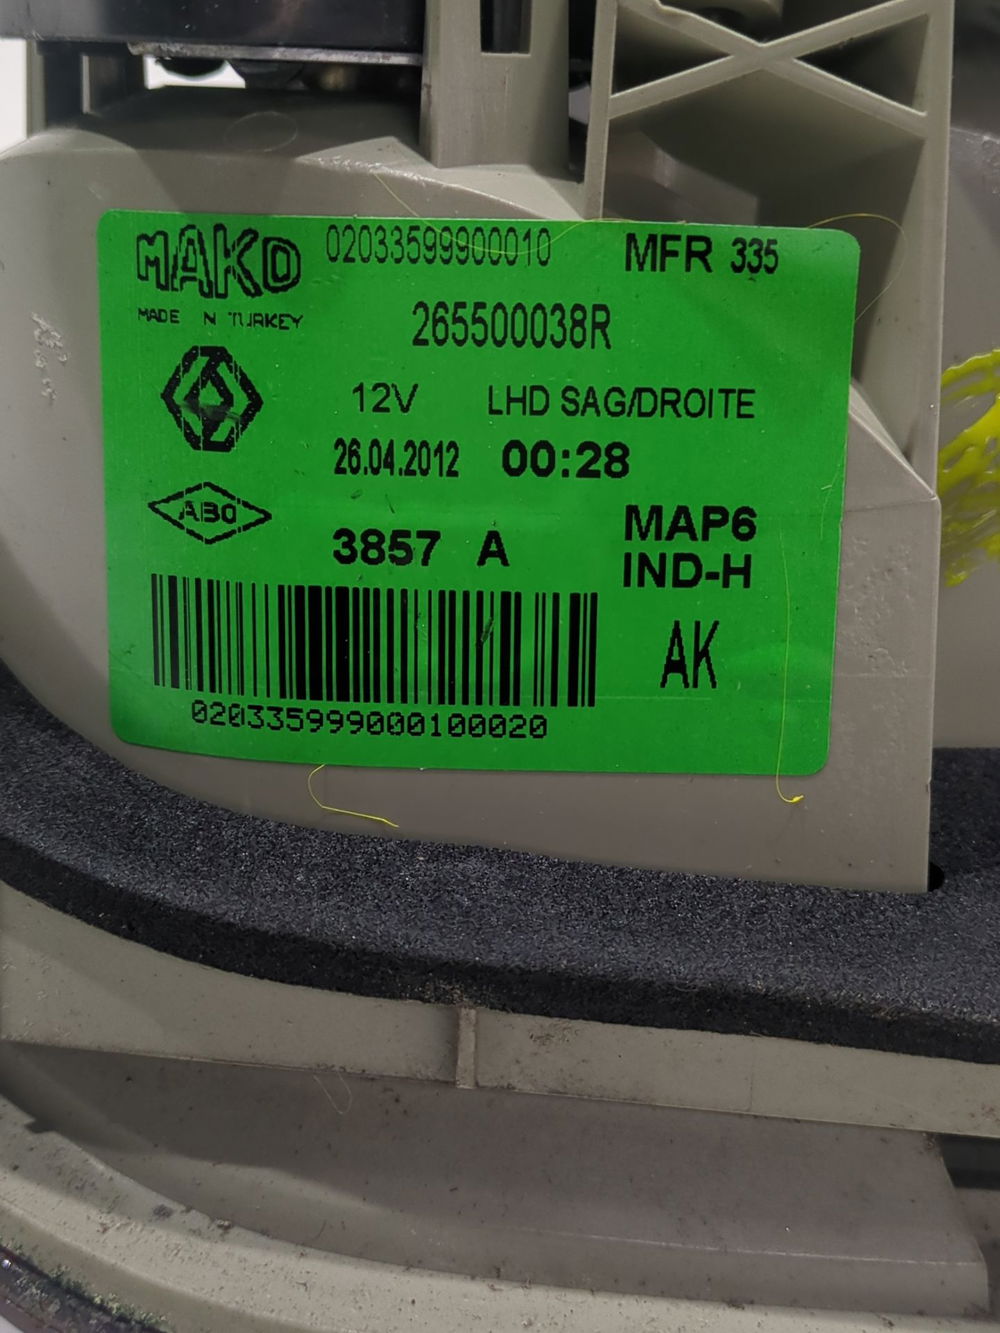 MAKO 02033599900010 MFR 335
MADE IN TURKEY
265500038R
12V LHD SAG/DROITE
26.04.2012 00:28
ABO
3857 A
MAP6
IND-H
AK
020335999000100020